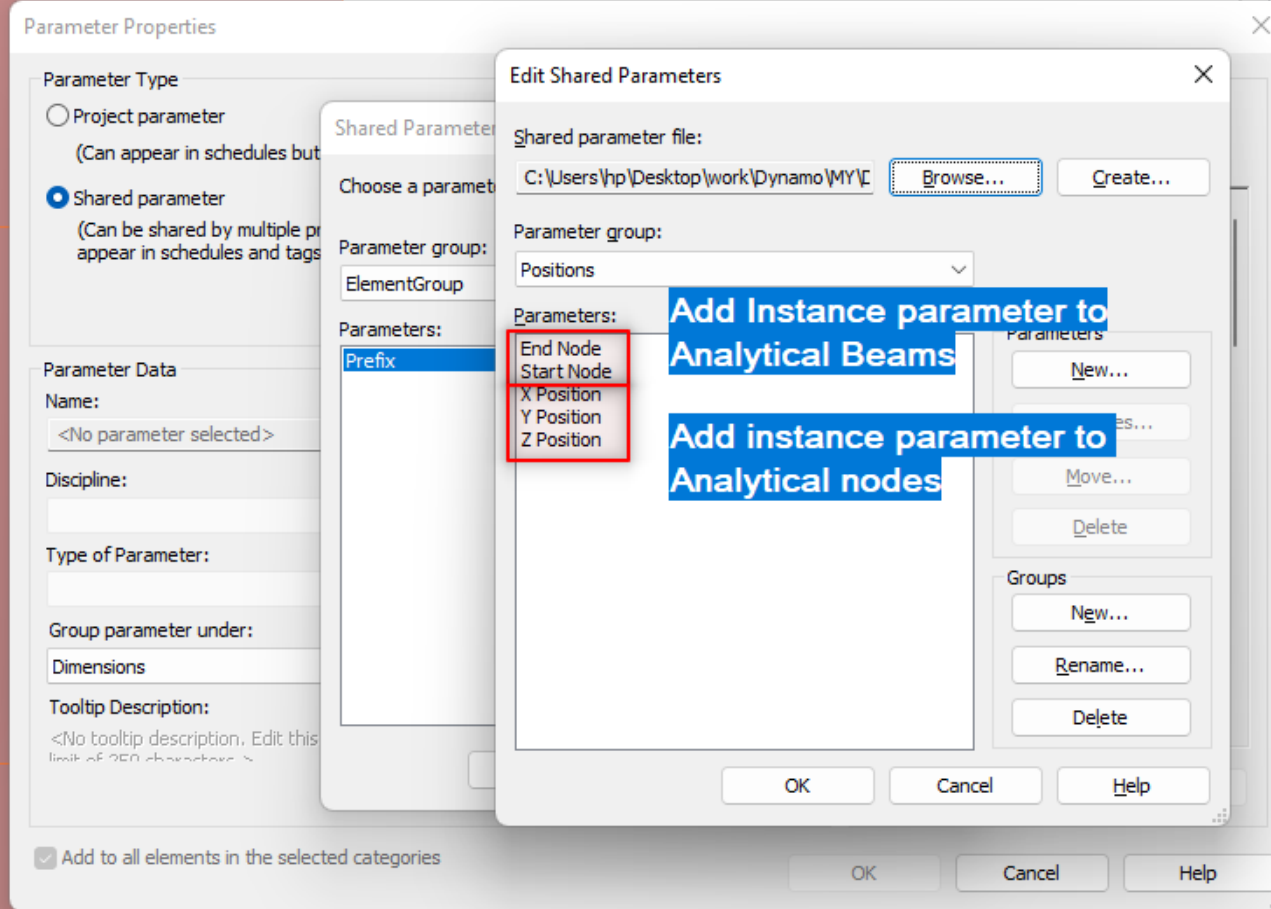 Parameter Properties
Parameter Type
Project parameter
(Can appear in schedules but
Shared parameter
(Can be shared by multiple
appear in schedules and tags
Parameter Data
Name:
<No parameter selected>
Discipline:
Type of Parameter:
Group parameter under:
Dimensions
Tooltip Description:
<No tooltip description. Edit this
limit of 250 characters.>
Add to all elements in the selected categories
OK
Cancel
Help
Shared Parameter
Choose a
Parameter group:
ElementGroup
Parameters:
Prefix
Edit Shared Parameters
Shared parameter file:
C:\Users\hp\Desktop\work\Dynamo\MY\
Browse...
Create...
Parameter group:
Positions
Parameters:
End Node
Start Node
X Position
Y Position
Z Position
Add Instance parameter to
Analytical Beams
Add instance parameter to
Analytical nodes
Parameters
New...
Move...
Delete
Groups
New...
Rename...
Delete
OK
Cancel
Help